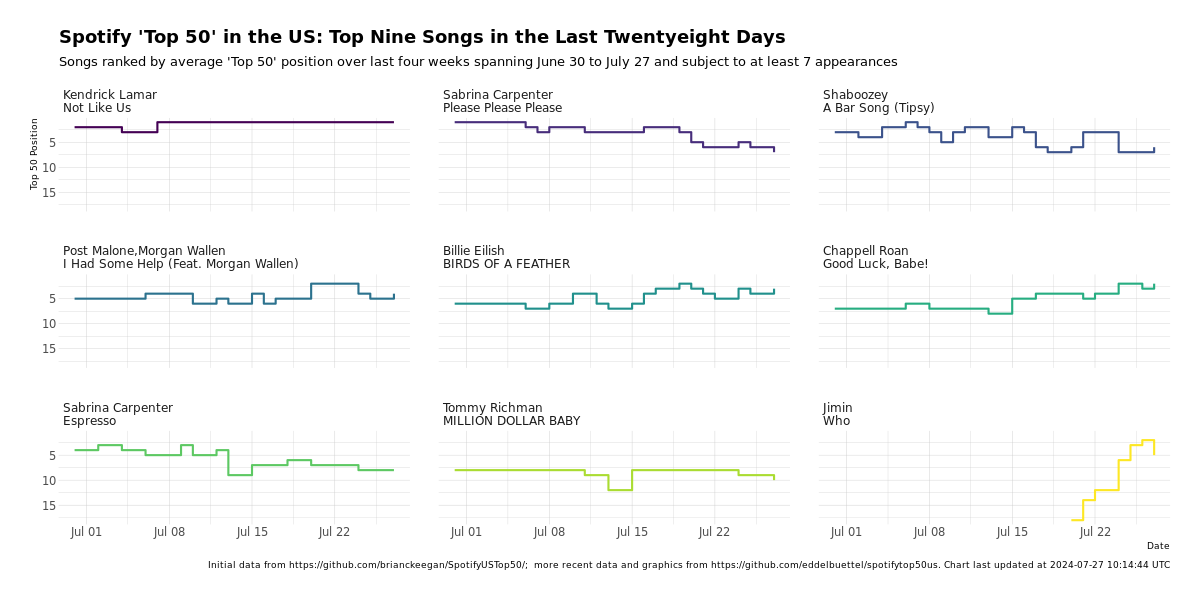 Spotify 'Top 50' in the US: Top Nine Songs in the Last Twentyeight Days
Songs ranked by average 'Top 50' position over last four weeks spanning June 30 to July 27 and subject to at least 7 appearances
Kendrick Lamar
Not Like Us
Sabrina Carpenter
Please Please Please
Shaboozey
A Bar Song (Tipsy)
Top 50 Position
5
10
15
Post Malone,Morgan Wallen
I Had Some Help (Feat. Morgan Wallen)
Billie Eilish
BIRDS OF A FEATHER
Chappell Roan
Good Luck, Babe!
5
10
15
Sabrina Carpenter
Espresso
Tommy Richman
MILLION DOLLAR BABY
Jimin
Who
5
10
15
Jul 01 Jul 08 Jul 15 Jul 22 Jul 01 Jul 08 Jul 15 Jul 22 Jul 01 Jul 08 Jul 15 Jul 22
Date
Initial data from https://github.com/brianckeegan/SpotifyUSTop50/; more recent data and graphics from https://github.com/eddelbuettel/spotifytop50us. Chart last updated at 2024-07-27 10:14:44 UTC